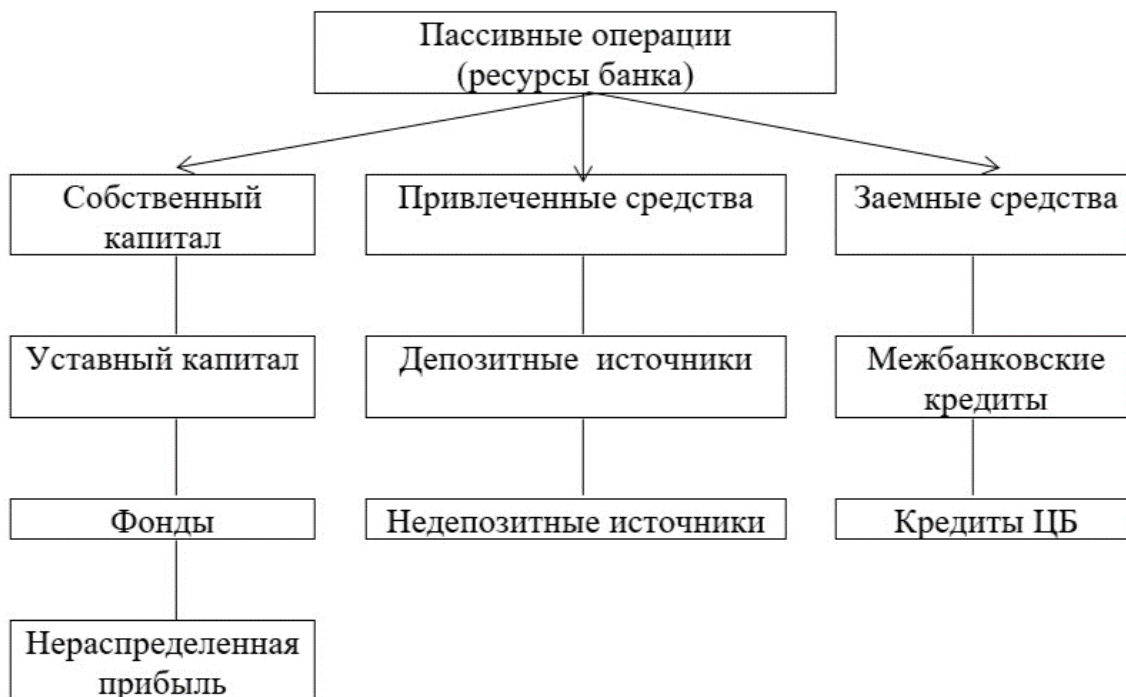 Пассивные операции
(ресурсы банка)
Собственный
капитал
Привлеченные средства
Заемные средства
Уставный капитал
Депозитные источники
Межбанковские
кредиты
Фонды
Недепозитные источники
Кредиты ЦБ
Нераспределенная
прибыль